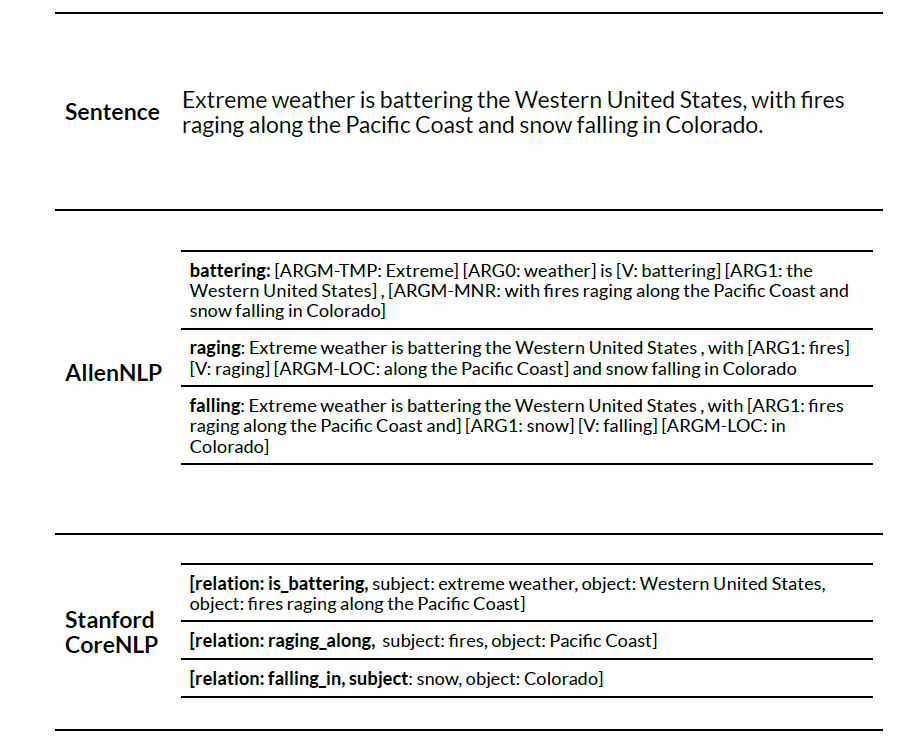 Sentence
Extreme weather is battering the Western United States, with fires
raging along the Pacific Coast and snow falling in Colorado.
AllenNLP
battering: [ARGM-TMP: Extreme] [ARG0: weather] is [V: battering] [ARG1: the
Western United States] , [ARGM-MNR: with fires raging along the Pacific Coast and
snow falling in Colorado]
raging: Extreme weather is battering the Western United States , with [ARG1: fires]
[V: raging] [ARGM-LOC: along the Pacific Coast] and snow falling in Colorado
falling: Extreme weather is battering the Western United States , with [ARG1: fires
raging along the Pacific Coast and] [ARG1: snow] [V: falling] [ARGM-LOC: in
Colorado]
Stanford
CoreNLP
[relation: is_battering, subject: extreme weather, object: Western United States,
object: fires raging along the Pacific Coast]
[relation: raging_along, subject: fires, object: Pacific Coast]
[relation: falling_in, subject: snow, object: Colorado]